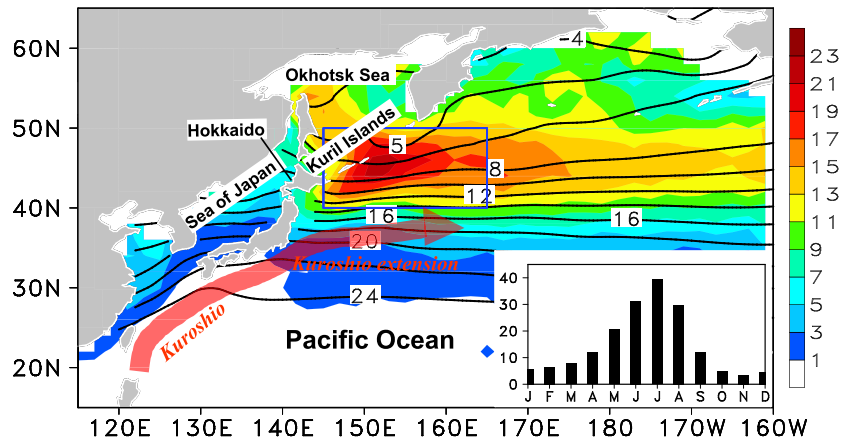 60N
50N
40N
30N
20N
120E 130E 140E 150E 160E 170E 180 170W 160W
Okhotsk Sea
Hokkaido
Kuril Islands
Sea of Japan
-4
5
8
12
16
16
20
24
Kuroshio extension
Kuroshio
Pacific Ocean
40
30
20
10
0
J F M A M J J A S O N D
23
21
19
17
15
13
11
9
7
5
3
1